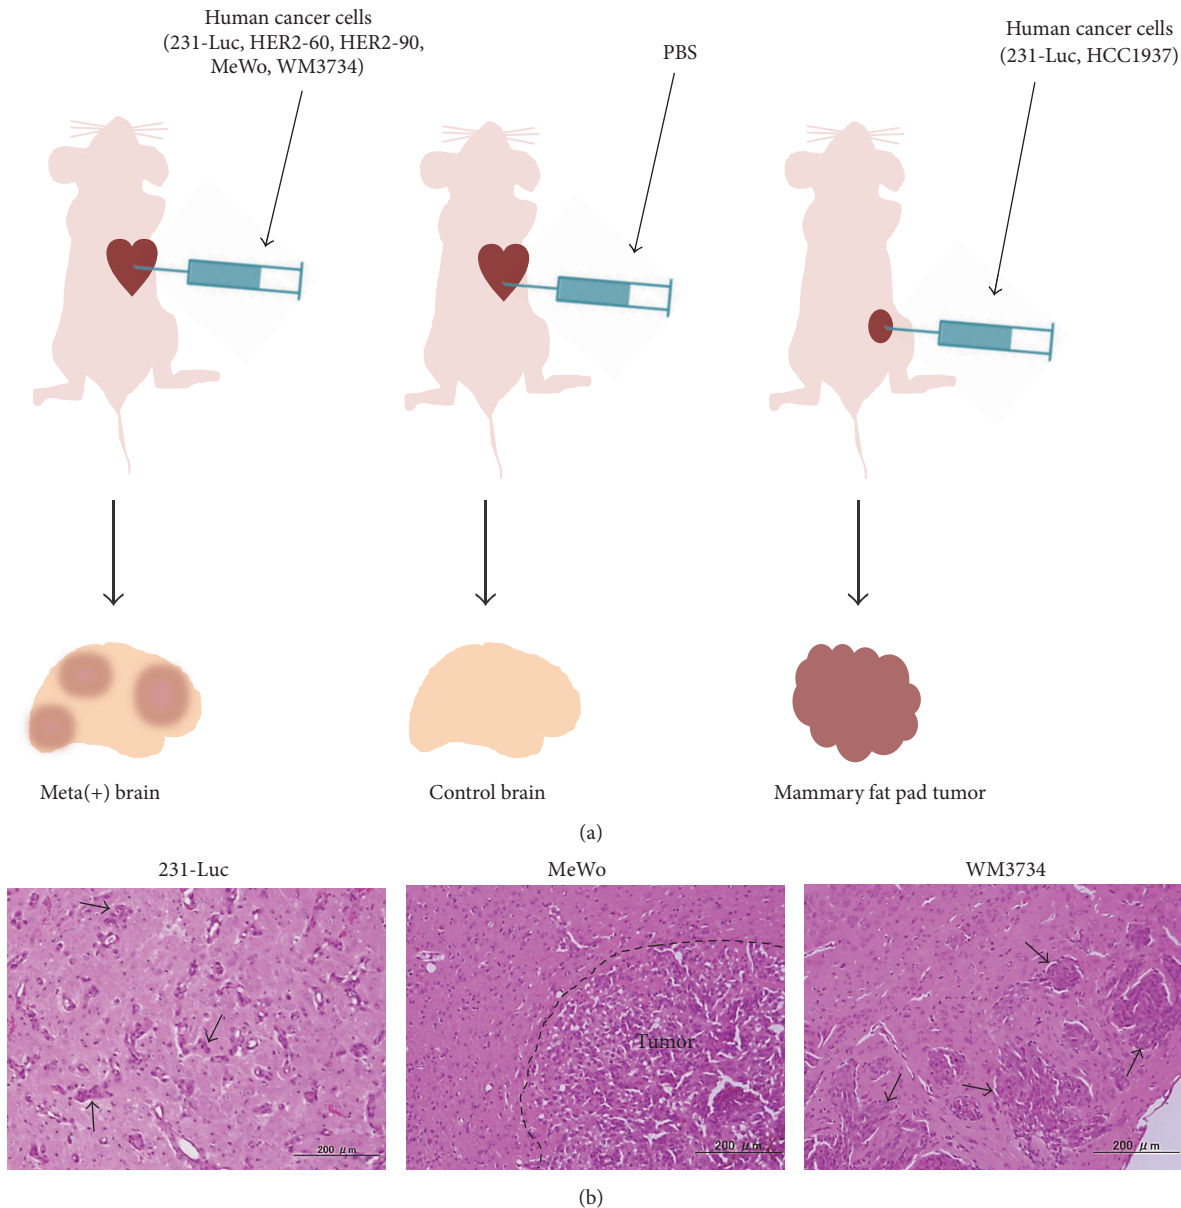 Human cancer cells
(231-Luc, HER2-60, HER2-90,
MeWo, WM3734)
PBS
Human cancer cells
(231-Luc, HCC1937)
Meta(+) brain
Control brain
Mammary fat pad tumor
(a)
231-Luc
MeWo
WM3734
Tumor
200 μm
200 μm
200 μm
(b)